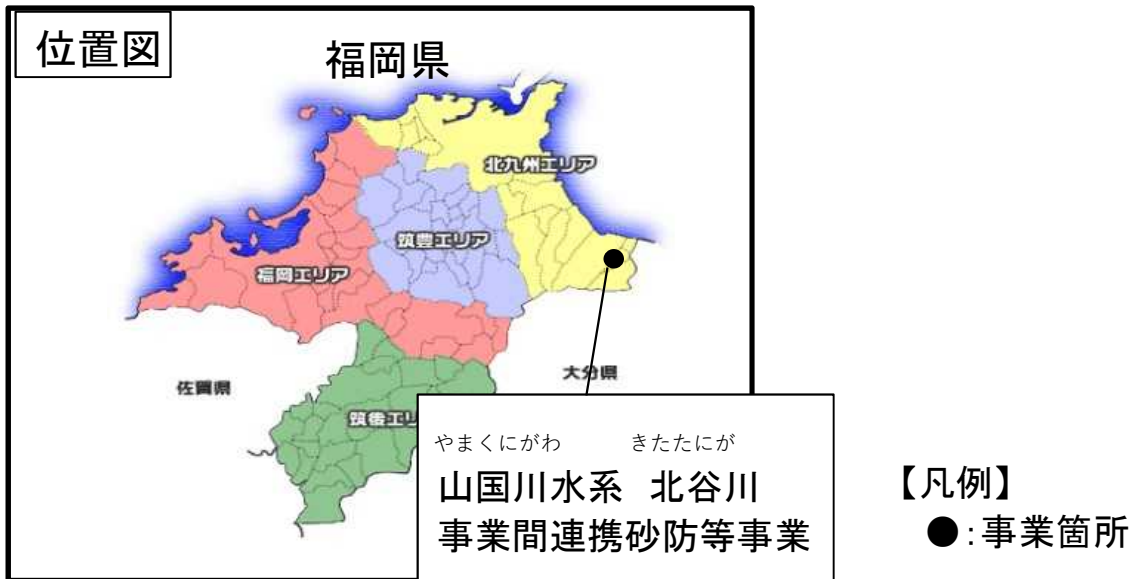 位置図
福岡県
北九州エリア
筑豊エリア
福岡エリア
佐賀県
大分県
筑後エリ
やまくにがわ きたたにが
山国川水系 北谷川
事業間連携砂防等事業
【凡例】
●:事業箇所